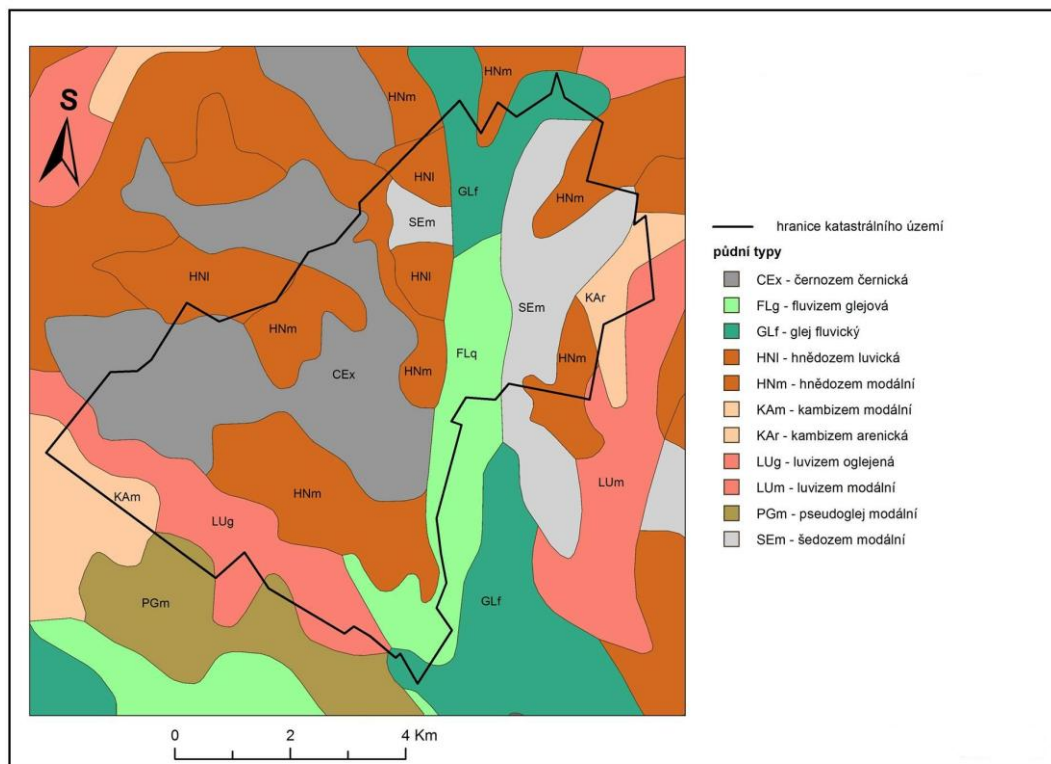 S
HNm
HNm
HNl
GLf
HNm
SEm
HNl
HNl
SEm
KAr
HNm
CEx
FLq
HNm
HNm
HNm
KAm
LUg
LUm
PGm
GLf
0 2 4 Km
hranice katastrálního území
půdní typy
CEx - černozem černická
FLg - fluvizem glejová
GLf - glej fluvický
HNl - hnědozem luvická
HNm - hnědozem modální
KAm - kambizem modální
KAr - kambizem arenická
LUg - luvizem oglejená
LUm - luvizem modální
PGm - pseudoglej modální
SEm - šedozem modální